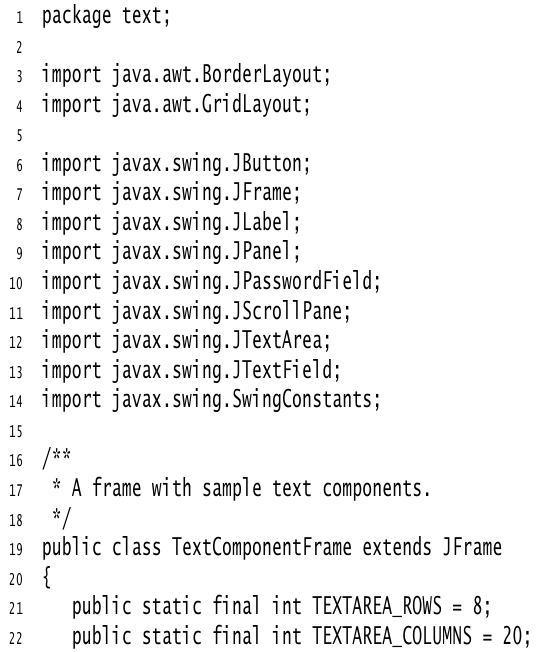 1 package text;
2
3 import java.awt.BorderLayout;
4 import java.awt.GridLayout;
5
6 import javax.swing.JButton;
7 import javax.swing.JFrame;
8 import javax.swing.JLabel;
9 import javax.swing.JPanel;
10 import javax.swing.JPasswordField;
11 import javax.swing.JScrollPane;
12 import javax.swing.JTextArea;
13 import javax.swing.JTextField;
14 import javax.swing.SwingConstants;
15
16 /**
17  * A frame with sample text components.
18  */
19 public class TextComponentFrame extends JFrame
20 {
21    public static final int TEXTAREA_ROWS = 8;
22    public static final int TEXTAREA_COLUMNS = 20;